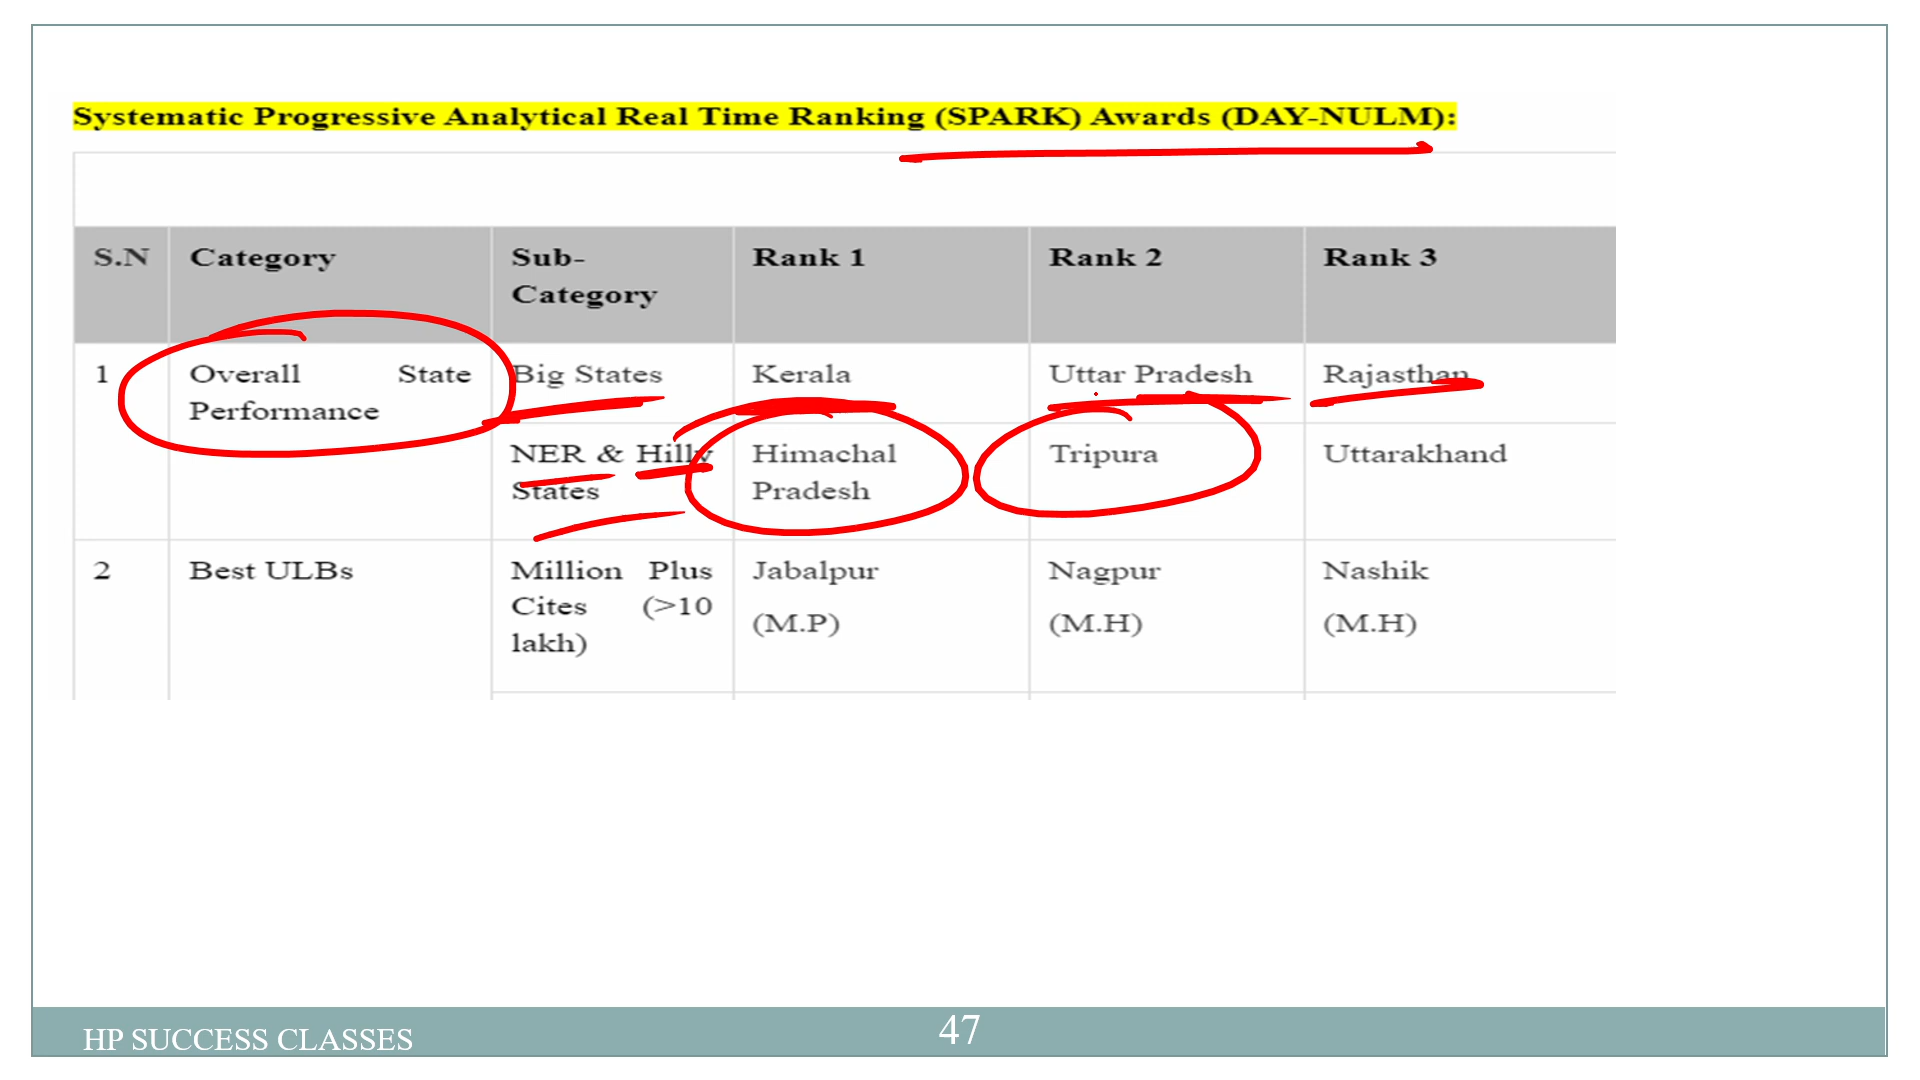 Systematic Progressive Analytical Real Time Ranking (SPARK) Awards (DAY-NULM):
S.N Category Sub-Category Rank 1 Rank 2 Rank 3
1 Overall State Performance Big States Kerala Uttar Pradesh Rajasthan
NER & Hilly States Himachal Pradesh Tripura Uttarakhand
2 Best ULBs Million Plus Cites (>10 lakh) Jabalpur (M.P) Nagpur (M.H) Nashik (M.H)
HP SUCCESS CLASSES
47